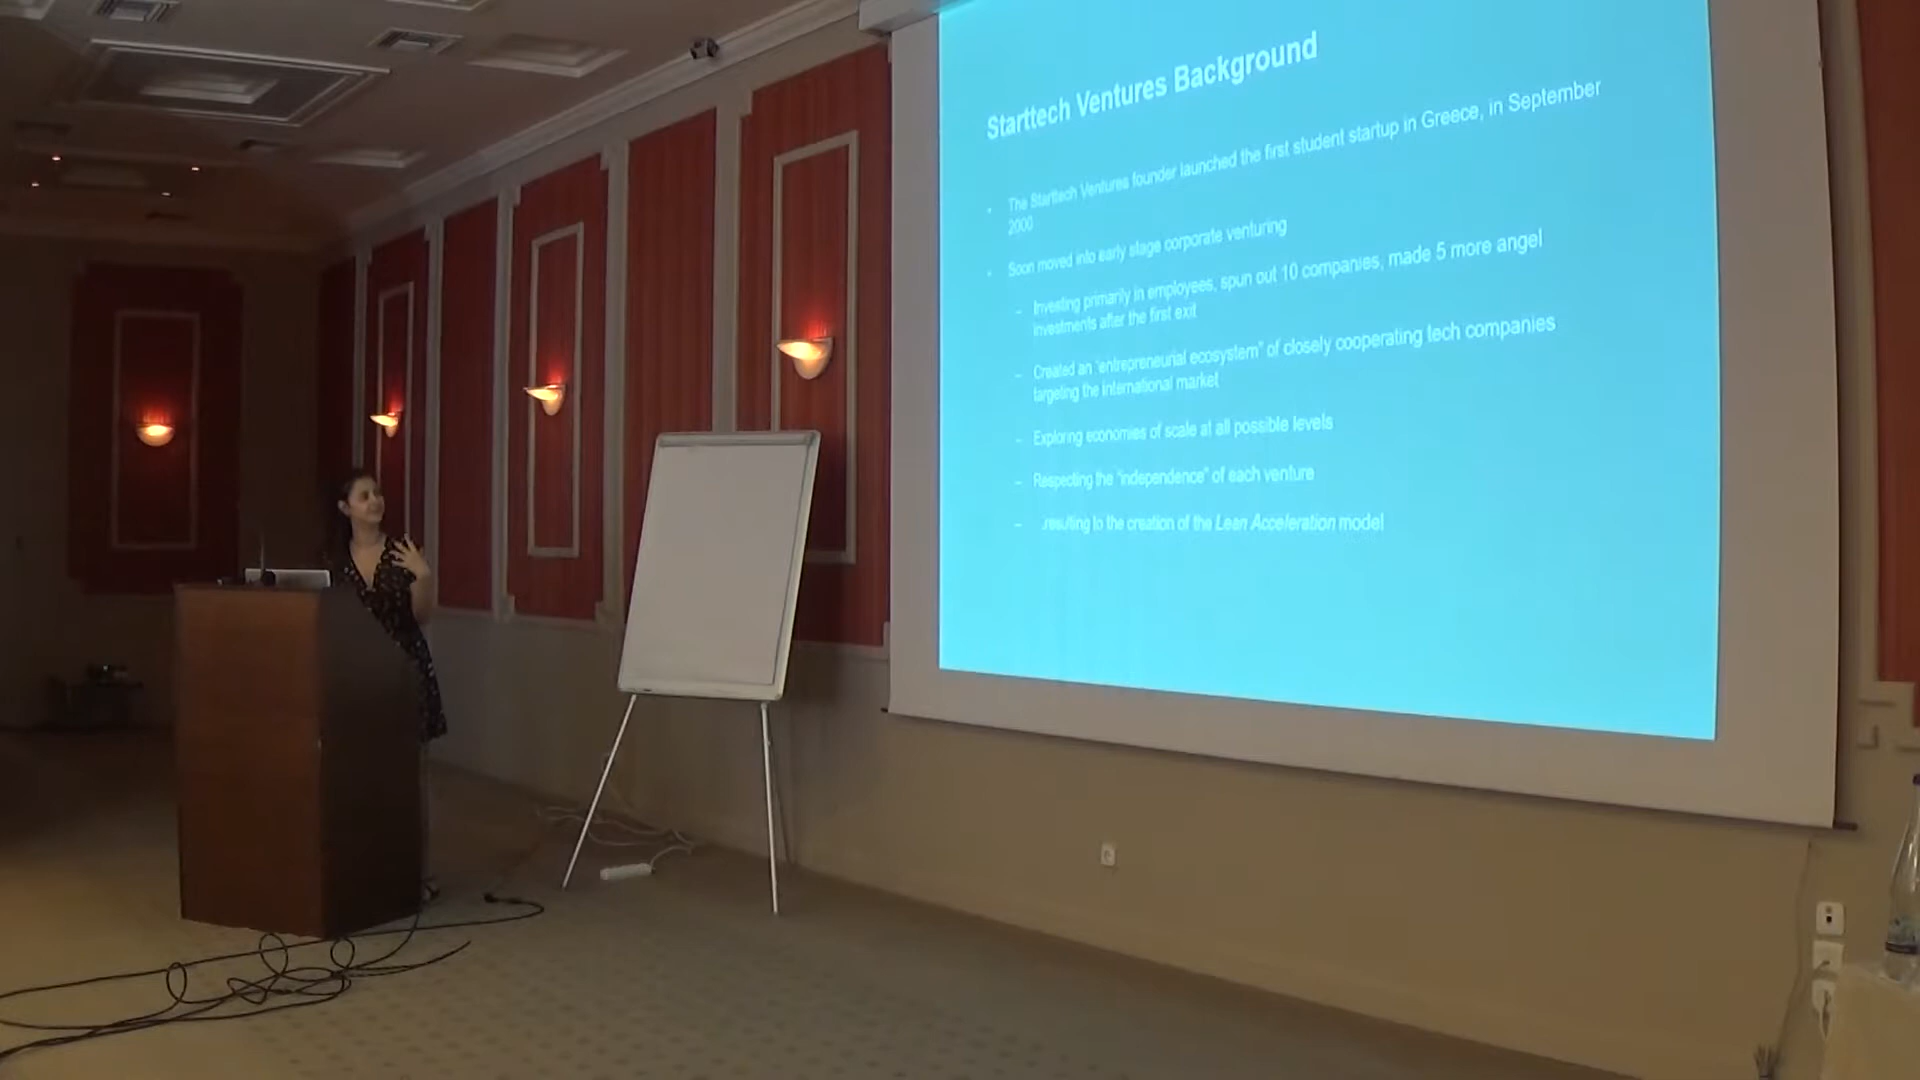 Starttech Ventures Background
• The Starttech Ventures founder launched the first student startup in Greece, in September
2000
• Soon moved into early stage corporate venturing
– Investing primarily in employees, spun out 10 companies, made 5 more angel
investments after the first exit
– Created an “entrepreneurial ecosystem” of closely cooperating tech companies
targeting the international market
– Exploring economies of scale at all possible levels
– Respecting the “independence” of each venture
– ...resulting to the creation of the Lean Acceleration model